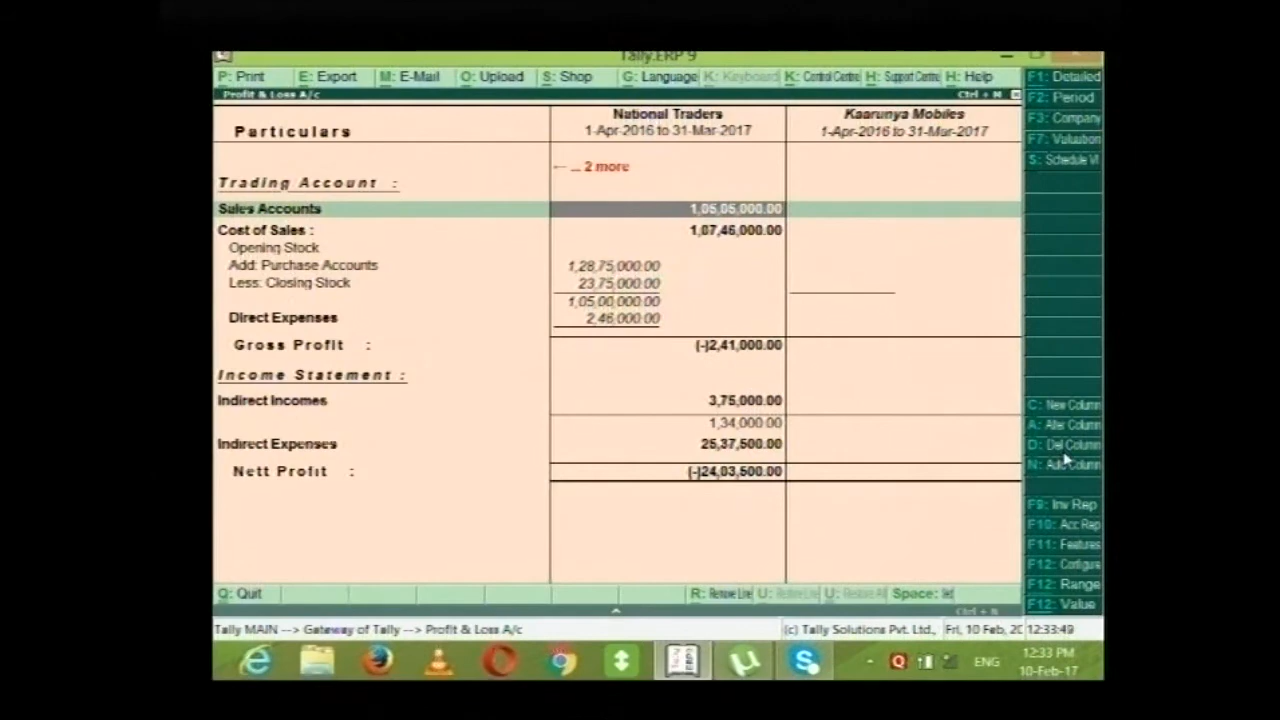 Tally.ERP 9
P: Print E: Export M: E-Mail O: Upload S: Shop G: Language K: Keyboard K: Control Centre H: Support Centre H: Help
Profit & Loss A/c Ctrl + M
Particulars
National Traders
1-Apr-2016 to 31-Mar-2017
Kaarunya Mobiles
1-Apr-2016 to 31-Mar-2017
← ... 2 more
Trading Account :
Sales Accounts 1,05,05,000.00
Cost of Sales : 1,07,46,000.00
Opening Stock
Add: Purchase Accounts 1,28,75,000.00
Less: Closing Stock 23,75,000.00
1,05,00,000.00
Direct Expenses 2,46,000.00
Gross Profit : (-)2,41,000.00
Income Statement :
Indirect Incomes 3,75,000.00
1,34,000.00
Indirect Expenses 25,37,500.00
Nett Profit : (-)24,03,500.00
F1: Detailed
F2: Period
F3: Company
F7: Valuation
S: Schedule VI
C: New Column
A: Alter Column
D: Del Column
N: Auto Column
F9: Inv Rep
F10: Acc Rep
F11: Features
F12: Configure
F12: Range
F12: Value
Q: Quit R: Remove Line U: Restore Line U: Restore All Space:
Ctrl + N
Tally MAIN --> Gateway of Tally --> Profit & Loss A/c (c) Tally Solutions Pvt. Ltd., Fri, 10 Feb, 20 12:33:49
ENG
12:33 PM
10-Feb-17